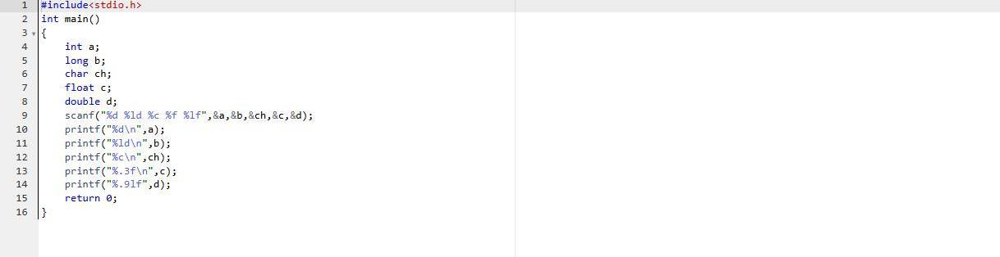 1 #include<stdio.h>
2 int main()
3 {
4 int a;
5 long b;
6 char ch;
7 float c;
8 double d;
9 scanf("%d %ld %c %f %lf",&a,&b,&ch,&c,&d);
10 printf("%d\n",a);
11 printf("%ld\n",b);
12 printf("%c\n",ch);
13 printf("%.3f\n",c);
14 printf("%.9lf",d);
15 return 0;
16 }